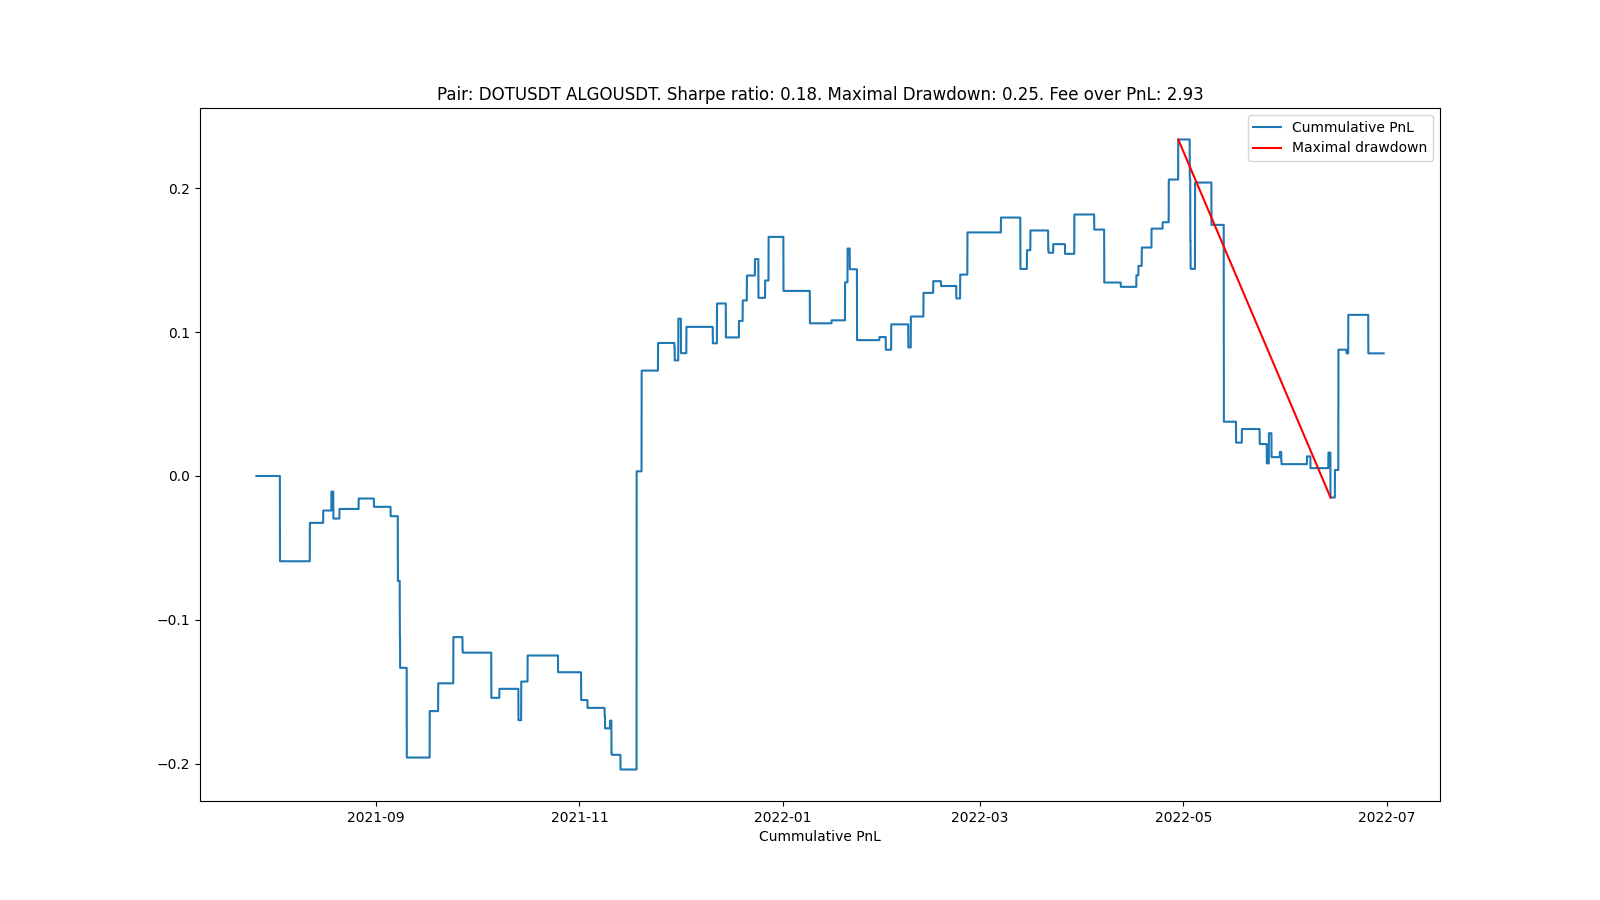 Pair: DOTUSDT ALGOUSDT. Sharpe ratio: 0.18. Maximal Drawdown: 0.25. Fee over PnL: 2.93
Cummulative PnL
Maximal drawdown
0.2
0.1
0.0
−0.1
−0.2
2021-09 2021-11 2022-01 2022-03 2022-05 2022-07
Cummulative PnL